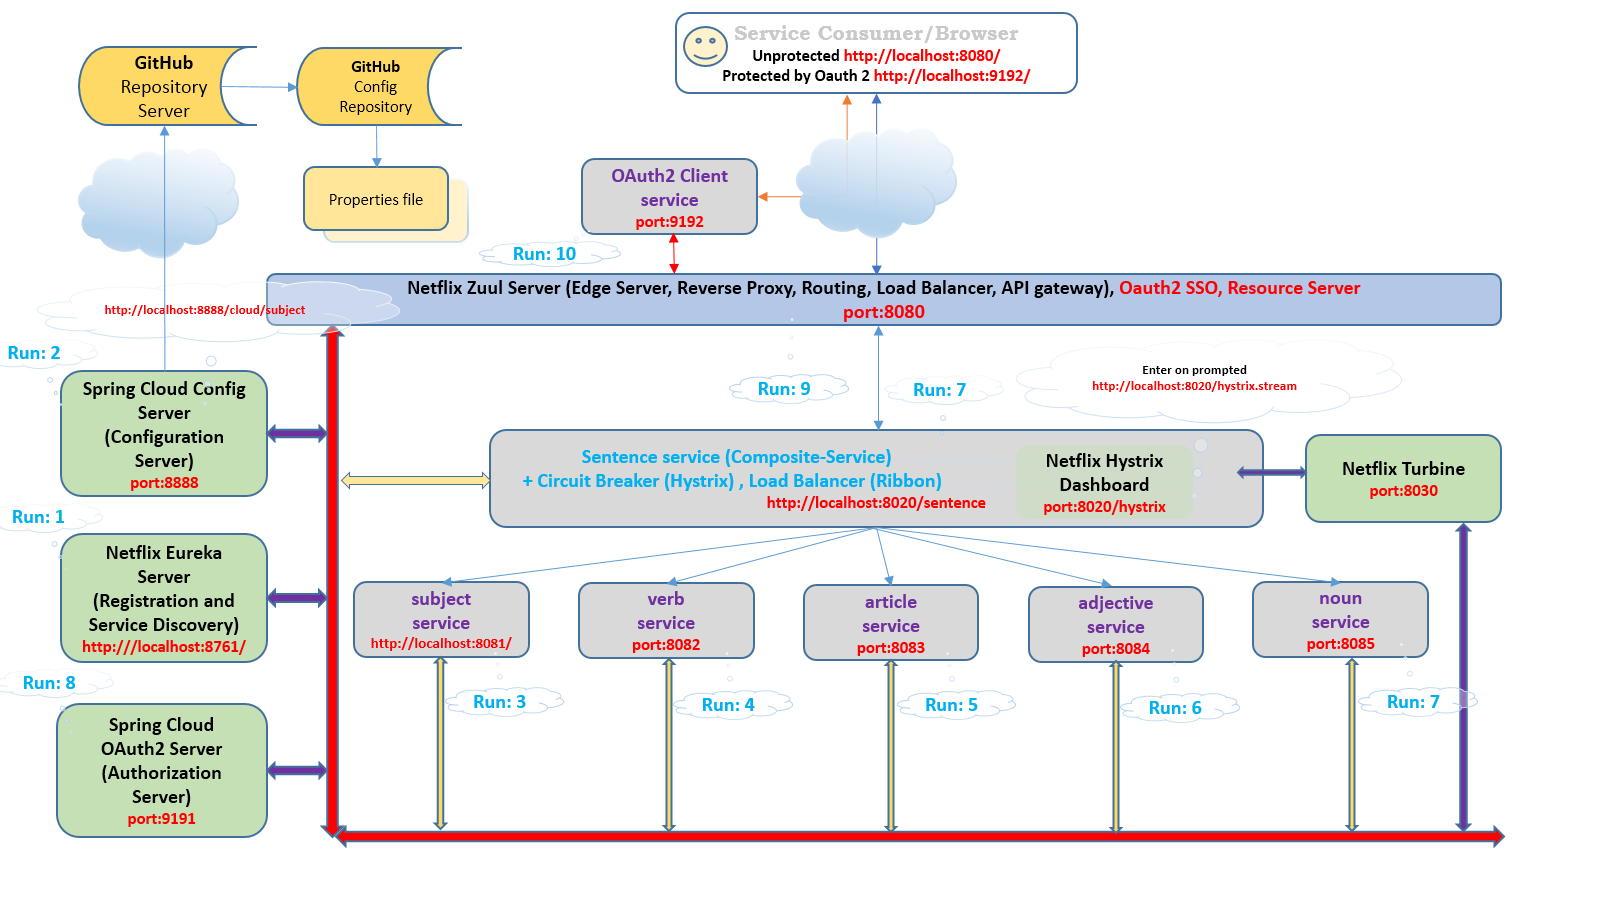 Service Consumer/Browser
Unprotected http://localhost:8080/
Protected by Oauth 2 http://localhost:9192/
GitHub
Repository
Server
GitHub
Config
Repository
Properties file
OAuth2 Client
service
port:9192
Run: 10
Netflix Zuul Server (Edge Server, Reverse Proxy, Routing, Load Balancer, API gateway), Oauth2 SSO, Resource Server
port:8080
http://localhost:8888/cloud/subject
Run: 2
Spring Cloud Config
Server
(Configuration
Server)
port:8888
Run: 9
Run: 7
Enter on prompted
http://localhost:8020/hystrix.stream
Sentence service (Composite-Service)
+ Circuit Breaker (Hystrix) , Load Balancer (Ribbon)
http://localhost:8020/sentence
Netflix Hystrix
Dashboard
port:8020/hystrix
Netflix Turbine
port:8030
Run: 1
Netflix Eureka
Server
(Registration and
Service Discovery)
http:///localhost:8761/
subject
service
http://localhost:8081/
verb
service
port:8082
article
service
port:8083
adjective
service
port:8084
noun
service
port:8085
Run: 8
Run: 3
Run: 4
Run: 5
Run: 6
Run: 7
Spring Cloud
OAuth2 Server
(Authorization
Server)
port:9191